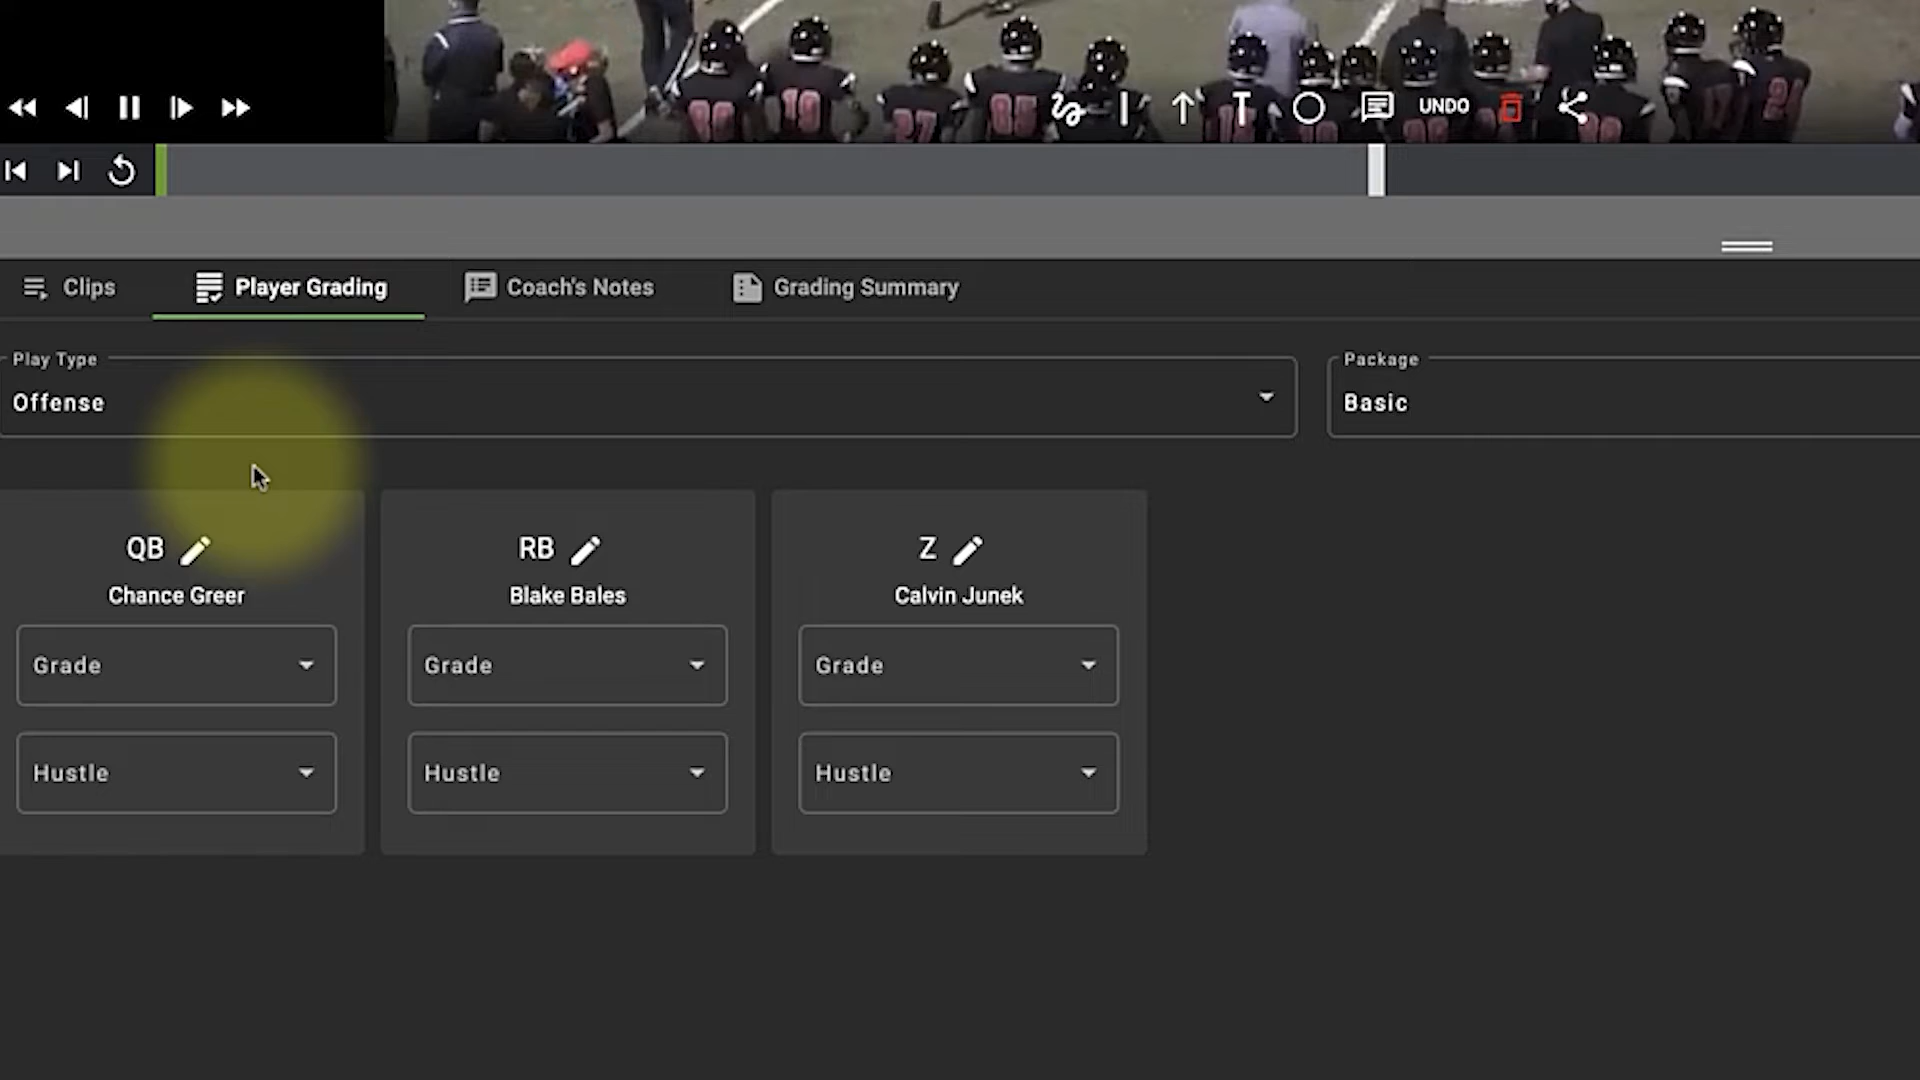 T
UNDO
Clips
Player Grading
Coach's Notes
Grading Summary
Play Type
Offense
Package
Basic
QB
Chance Greer
Grade
Hustle
RB
Blake Bales
Grade
Hustle
Z
Calvin Junek
Grade
Hustle